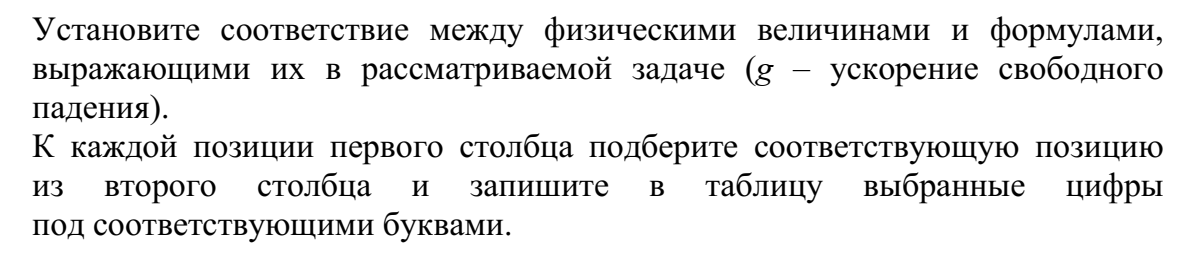 Установите соответствие между физическими величинами и формулами,
выражающими их в рассматриваемой задаче (g – ускорение свободного
падения).
К каждой позиции первого столбца подберите соответствующую позицию
из второго столбца и запишите в таблицу выбранные цифры
под соответствующими буквами.